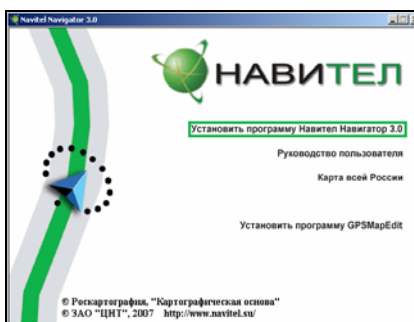 Navitel Navigator 3.0
НАВИТЕЛ
Установить программу Навител Навигатор 3.0
Руководство пользователя
Карта всей России
Установить программу GPSMapEdit
© Роскартография, "Картографическая основа"
© ЗАО "ЦНТ", 2007 http://www.navitel.su/